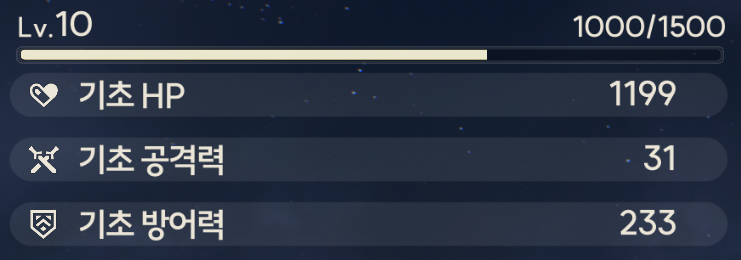 Lv.10 1000/1500
기초 HP 1199
기초 공격력 31
기초 방어력 233